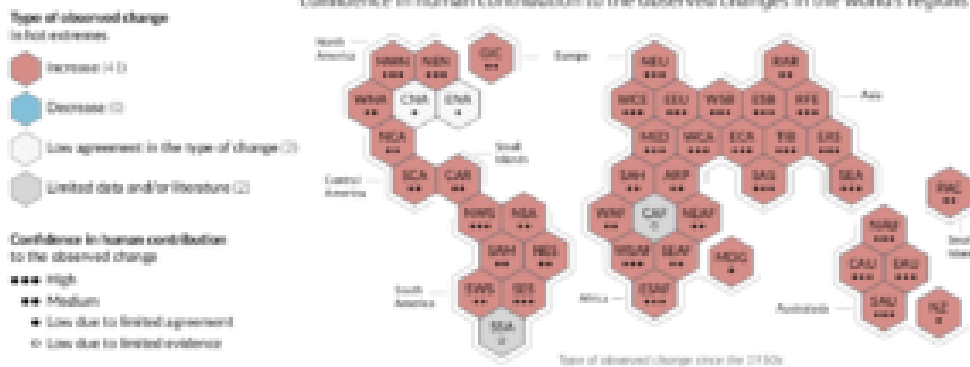 confidence in human contribution to the observed changes in the world's regions
Type of observed change
in hot extremes
Increase (41)
Decrease (0)
Low agreement in the type of change (2)
Limited data and/or literature (2)
Confidence in human contribution
to the observed change
High
Medium
Low due to limited agreement
Low due to limited evidence
North
America
GIC
Europe
NWN NEN
NEU
RAR
WNA CNA ENA
WCE EEU WSB ESB RFE
Asia
NCA
MED WCA ECA TIB EAS
Small
Islands
Central
America
SCA CAR
SAH ARP
SAS
SEA
PAC
NWS NSA
WAF CAF NEAF
NAU
Small
SAM NES
WSAF SEAF
MDG
CAU EAU
South
America
SWS SES
Africa
ESAF
Australasia
SAU
NZ
SSA
Type of observed change since the 1950s